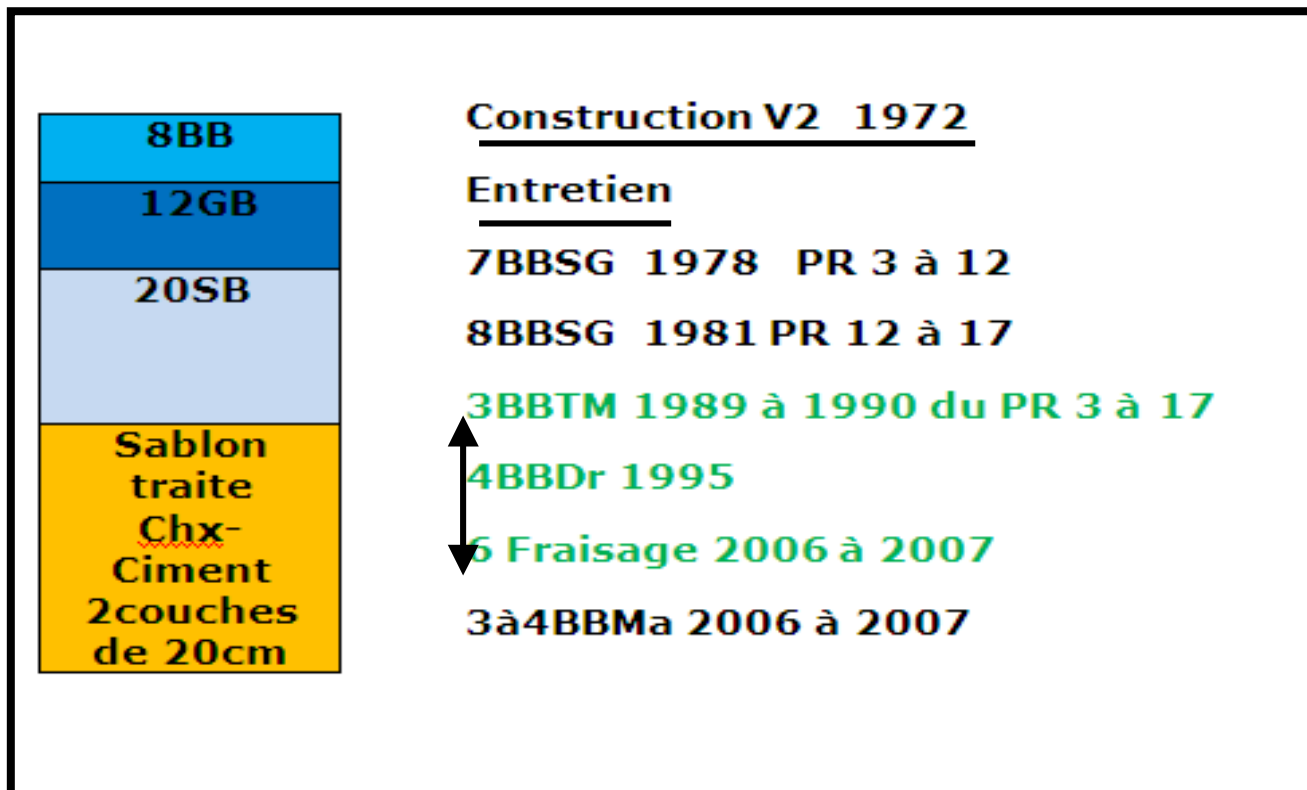 8BB
12GB
20SB
Sablon
traite
Chx-
Ciment
2couches
de 20cm
Construction V2 1972
Entretien
7BBSG 1978 PR 3 à 12
8BBSG 1981 PR 12 à 17
3BBTM 1989 à 1990 du PR 3 à 17
4BBDr 1995
6 Fraisage 2006 à 2007
3à4BBMa 2006 à 2007